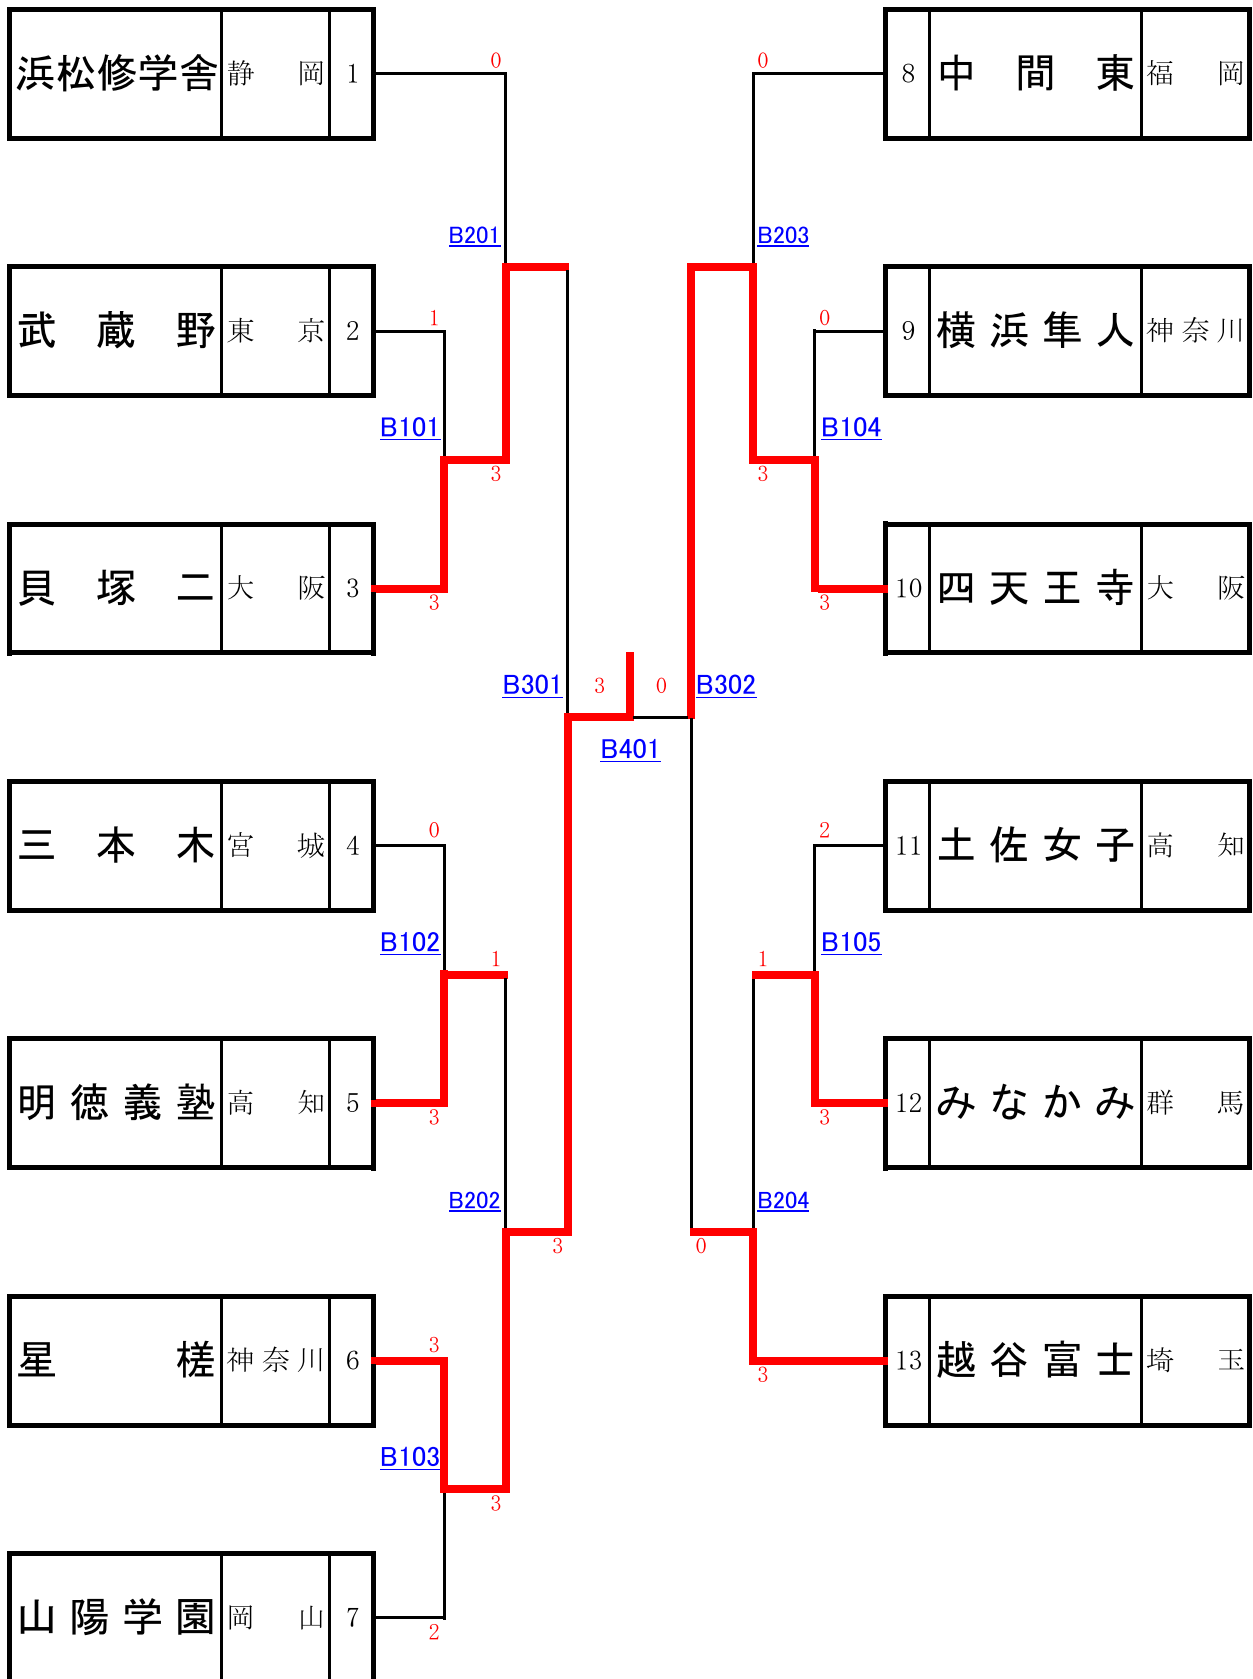 浜松修学舎 静岡 1
0
0
8 中間東 福岡
B201
B203
武蔵野 東京 2
1
0
9 横浜隼人 神奈川
B101
B104
3
3
貝塚二 大阪 3
3
3
10 四天王寺 大阪
B301 3 0 B302
B401
三本木 宮城 4
0
2
11 土佐女子 高知
B102
1
1
B105
明徳義塾 高知 5
3
3
12 みなかみ 群馬
B202
B204
3
0
星槎 神奈川 6
3
3
13 越谷富士 埼玉
B103
3
山陽学園 岡山 7
2